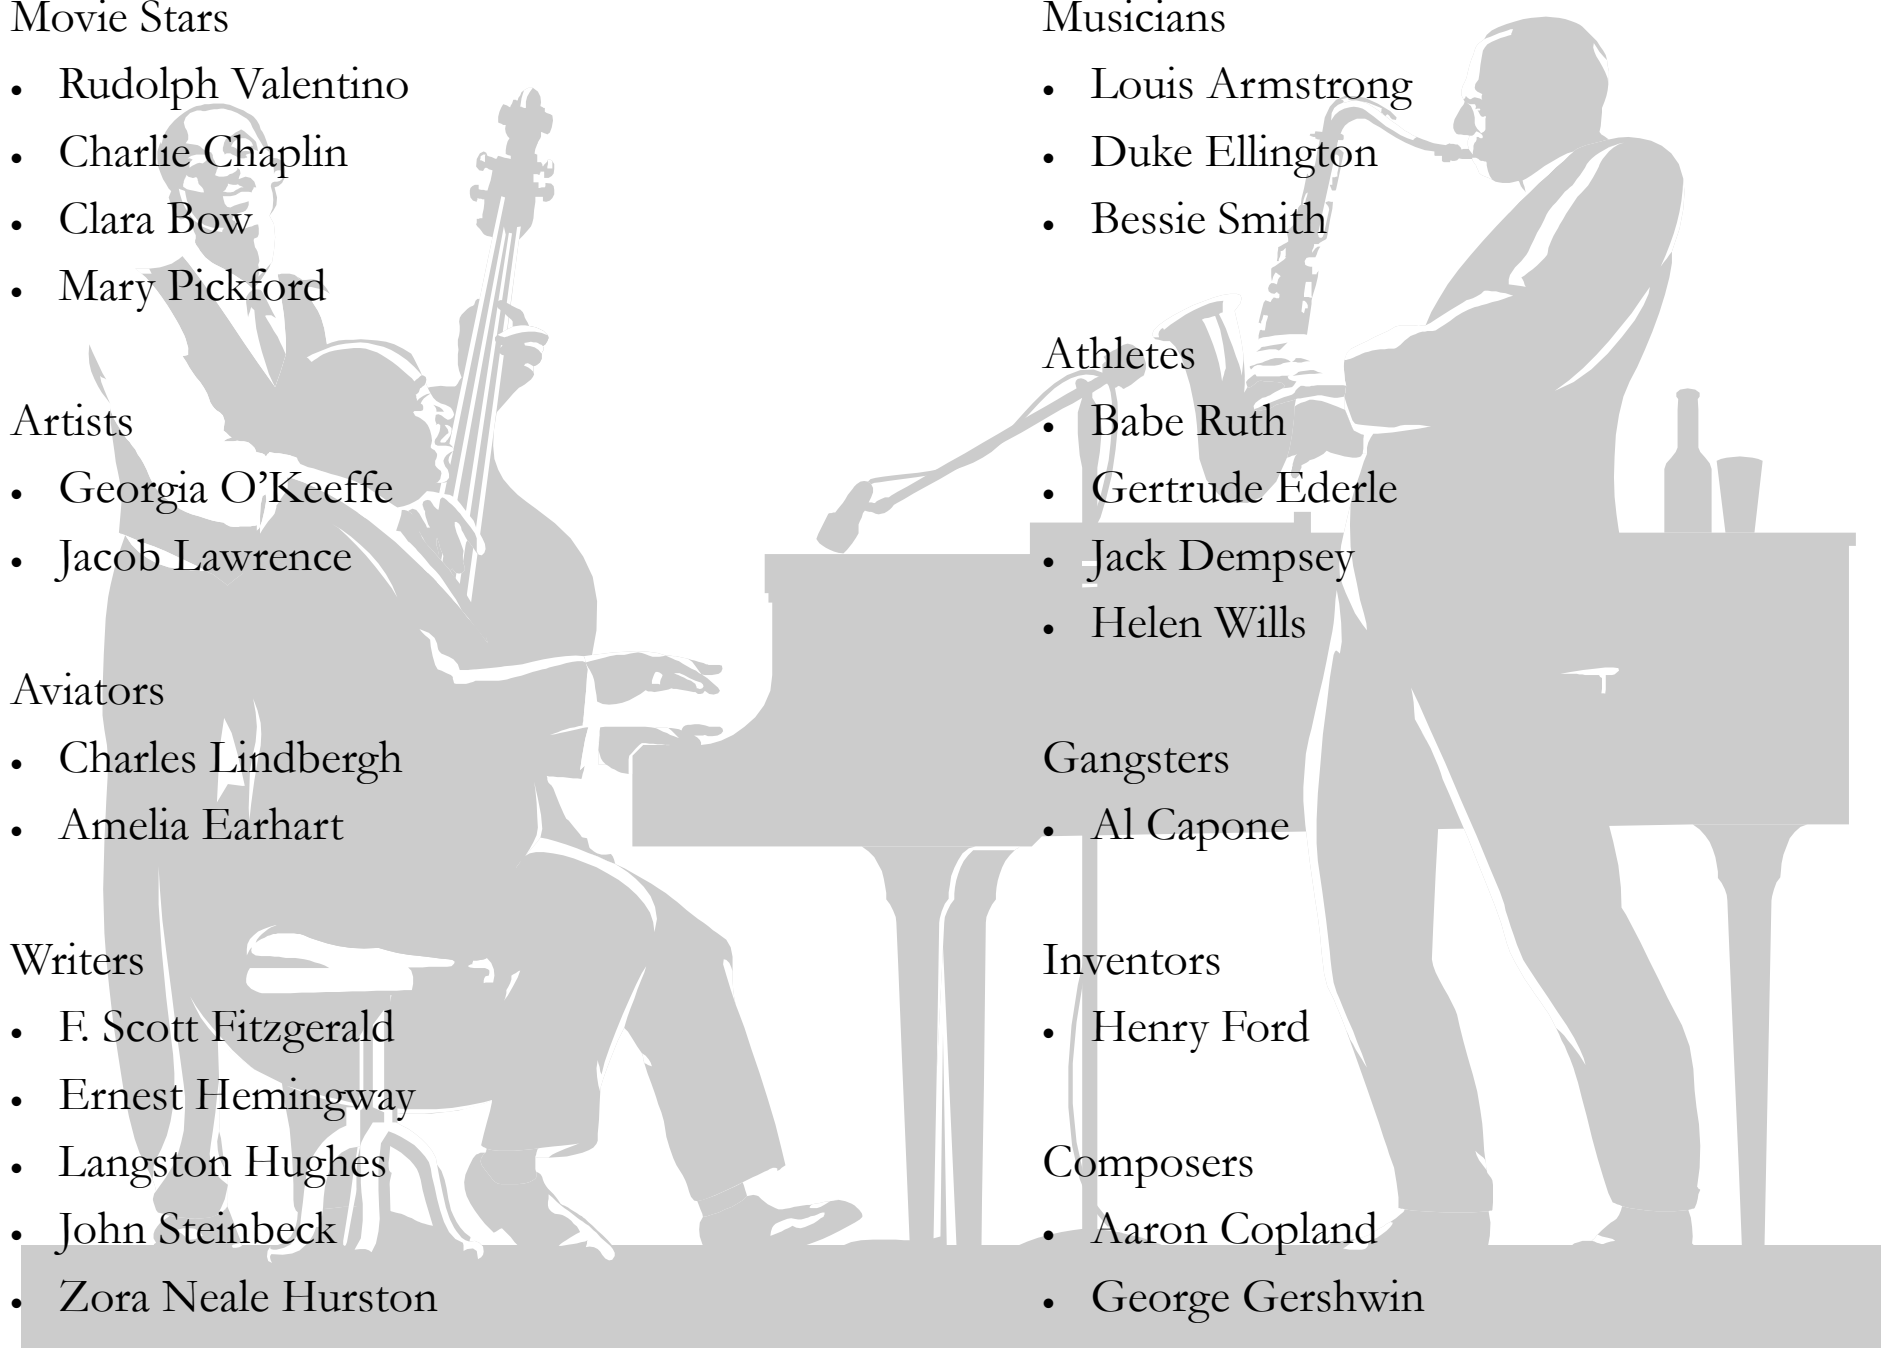 Movie Stars
• Rudolph Valentino
• Charlie Chaplin
• Clara Bow
• Mary Pickford
Artists
• Georgia O’Keeffe
• Jacob Lawrence
Aviators
• Charles Lindbergh
• Amelia Earhart
Writers
• F. Scott Fitzgerald
• Ernest Hemingway
• Langston Hughes
• John Steinbeck
• Zora Neale Hurston
Musicians
• Louis Armstrong
• Duke Ellington
• Bessie Smith
Athletes
• Babe Ruth
• Gertrude Ederle
• Jack Dempsey
• Helen Wills
Gangsters
• Al Capone
Inventors
• Henry Ford
Composers
• Aaron Copland
• George Gershwin